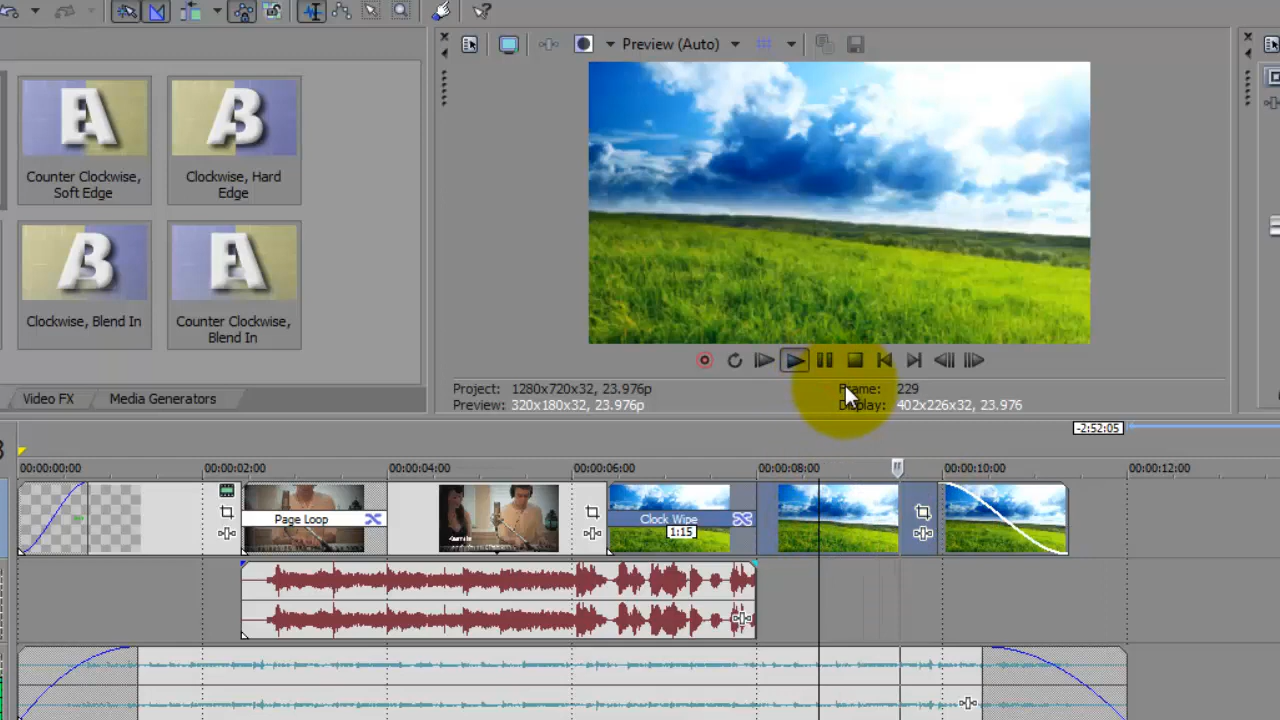 Preview (Auto)
Counter Clockwise,
Soft Edge
Clockwise, Hard
Edge
Clockwise, Blend In
Counter Clockwise,
Blend In
Video FX
Media Generators
Project: 1280x720x32, 23.976p
Preview: 320x180x32, 23.976p
Frame: 229
Display: 402x226x32, 23.976
-2:52:05
00:00:00:00
00:00:02:00
00:00:04:00
00:00:06:00
00:00:08:00
00:00:10:00
00:00:12:00
Page Loop
Clock Wipe
1:15